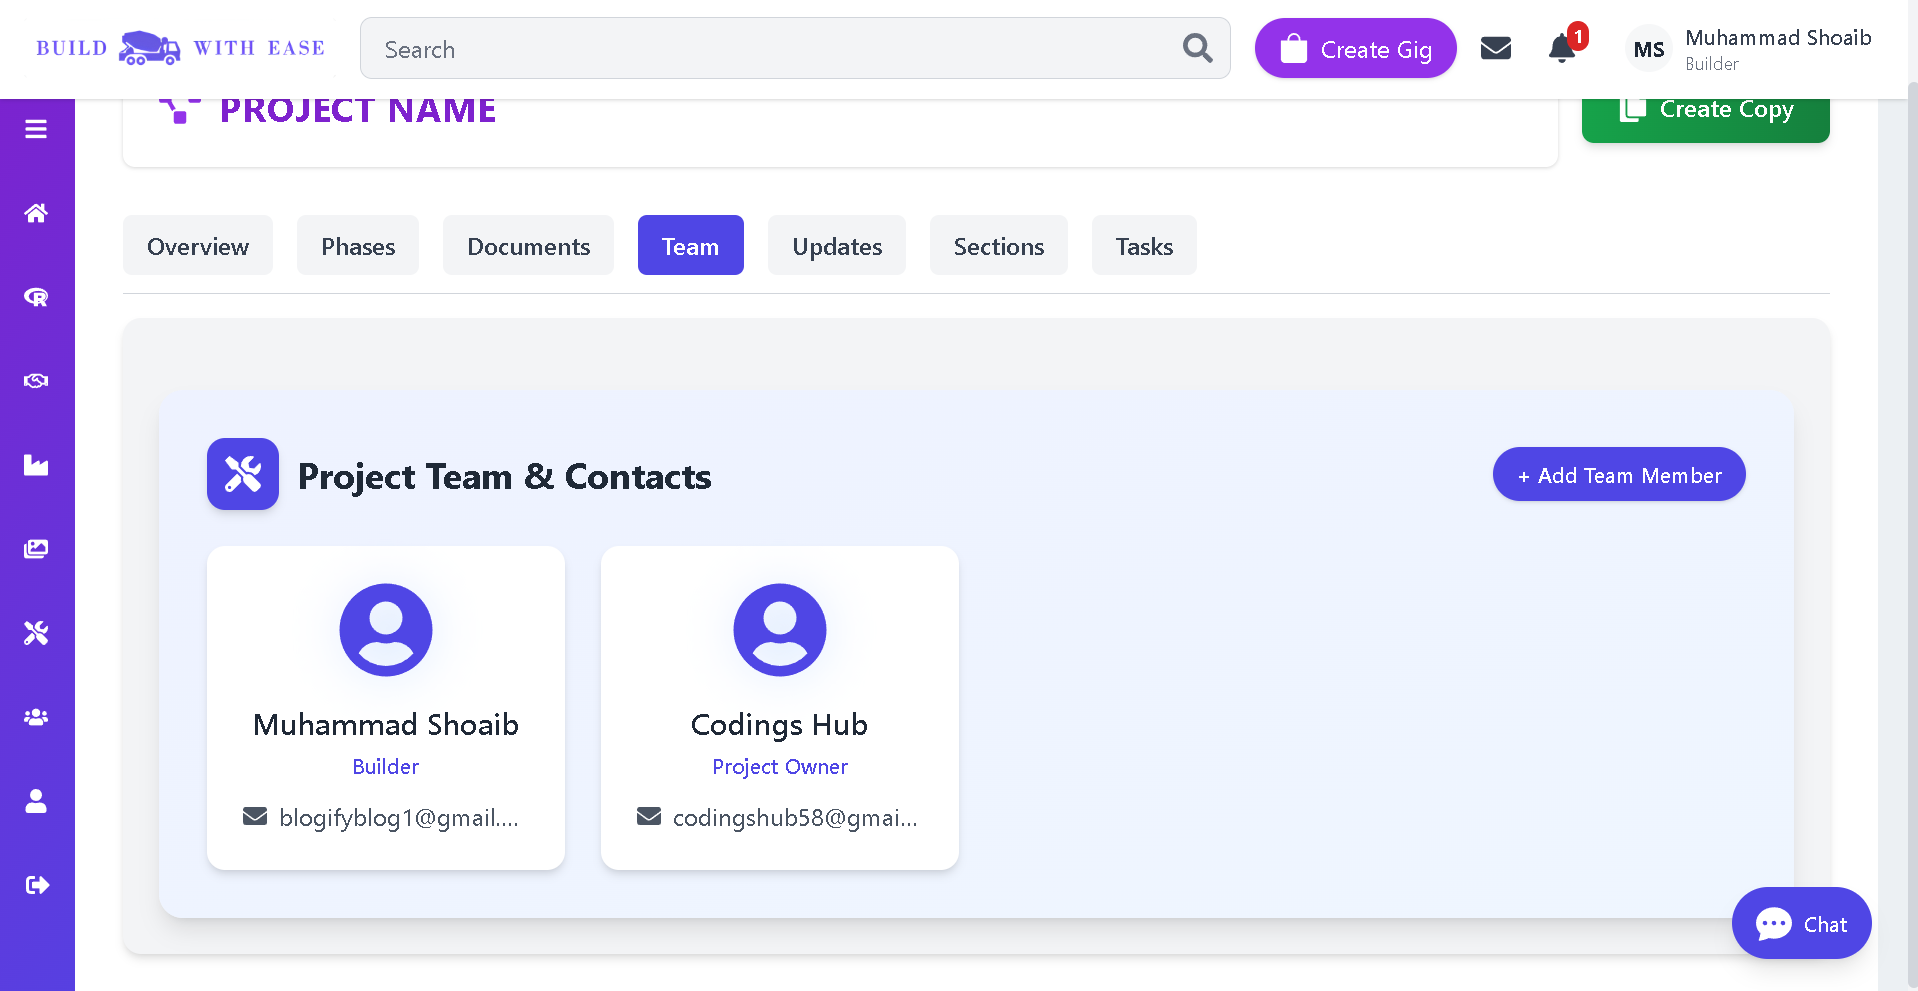 BUILD WITH EASE
Search
Create Gig
1
MS
Muhammad Shoaib
Builder
PROJECT NAME
Create Copy
Overview
Phases
Documents
Team
Updates
Sections
Tasks
Project Team & Contacts
+ Add Team Member
Muhammad Shoaib
Builder
blogifyblog1@gmail....
Codings Hub
Project Owner
codingshub58@gmai...
Chat